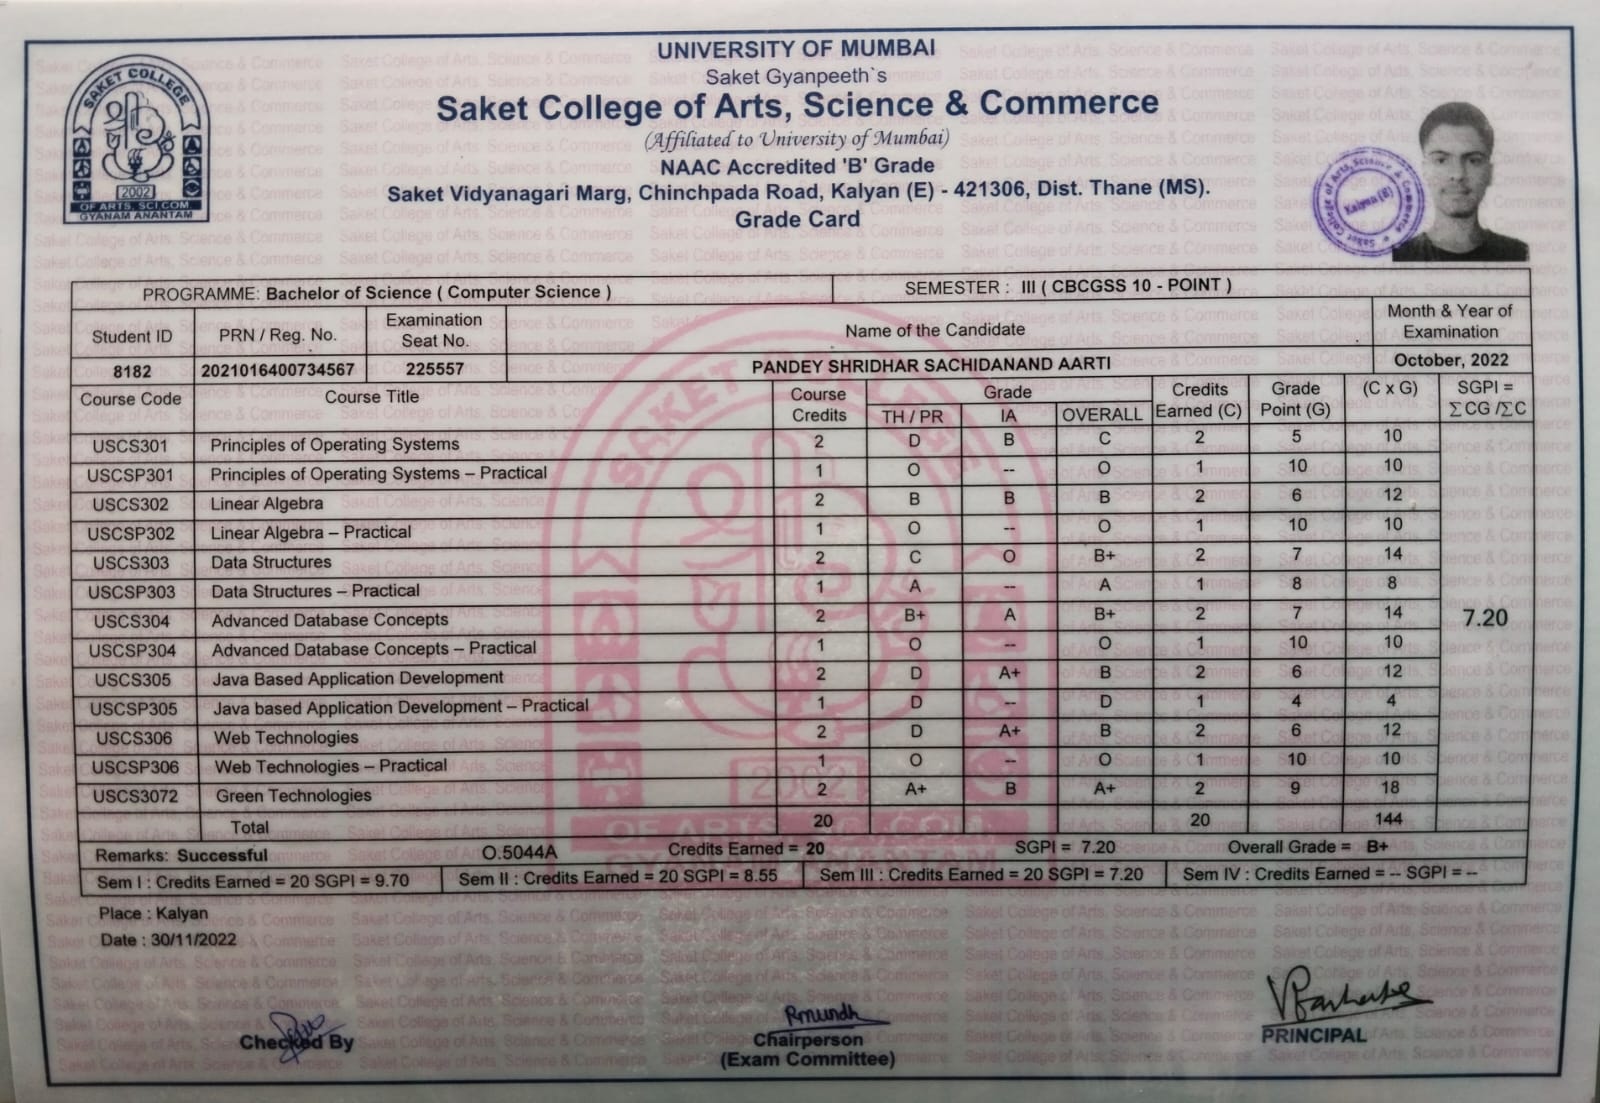 UNIVERSITY OF MUMBAI
Saket Gyanpeeth`s
Saket College of Arts, Science & Commerce
(Affiliated to University of Mumbai)
NAAC Accredited 'B' Grade
Saket Vidyanagari Marg, Chinchpada Road, Kalyan (E) - 421306, Dist. Thane (MS).
Grade Card
SAKET COLLEGE
2002
OF ARTS, SCI.COM.
GYANAM ANANTAM
Saket College of Arts, Science & Commerce
Kalyan (E)
PROGRAMME: Bachelor of Science ( Computer Science ) SEMESTER : III ( CBCGSS 10 - POINT )
Student ID PRN / Reg. No. Examination Seat No. Name of the Candidate Month & Year of Examination
8182 2021016400734567 225557 PANDEY SHRIDHAR SACHIDANAND AARTI October, 2022
Course Code Course Title Course Credits Grade Credits Earned (C) Grade Point (G) (C x G) SGPI = ΣCG /ΣC
TH / PR IA OVERALL
USCS301 Principles of Operating Systems 2 D B C 2 5 10
USCSP301 Principles of Operating Systems – Practical 1 O -- O 1 10 10
USCS302 Linear Algebra 2 B B B 2 6 12
USCSP302 Linear Algebra – Practical 1 O -- O 1 10 10
USCS303 Data Structures 2 C O B+ 2 7 14
USCSP303 Data Structures – Practical 1 A -- A 1 8 8
USCS304 Advanced Database Concepts 2 B+ A B+ 2 7 14 7.20
USCSP304 Advanced Database Concepts – Practical 1 O -- O 1 10 10
USCS305 Java Based Application Development 2 D A+ B 2 6 12
USCSP305 Java based Application Development – Practical 1 D -- D 1 4 4
USCS306 Web Technologies 2 D A+ B 2 6 12
USCSP306 Web Technologies – Practical 1 O -- O 1 10 10
USCS3072 Green Technologies 2 A+ B A+ 2 9 18
Total 20 20 144
Remarks: Successful O.5044A Credits Earned = 20 SGPI = 7.20 Overall Grade = B+
Sem I : Credits Earned = 20 SGPI = 9.70 Sem II : Credits Earned = 20 SGPI = 8.55 Sem III : Credits Earned = 20 SGPI = 7.20 Sem IV : Credits Earned = -- SGPI = --
Place : Kalyan
Date : 30/11/2022
Checked By
Chairperson
(Exam Committee)
PRINCIPAL